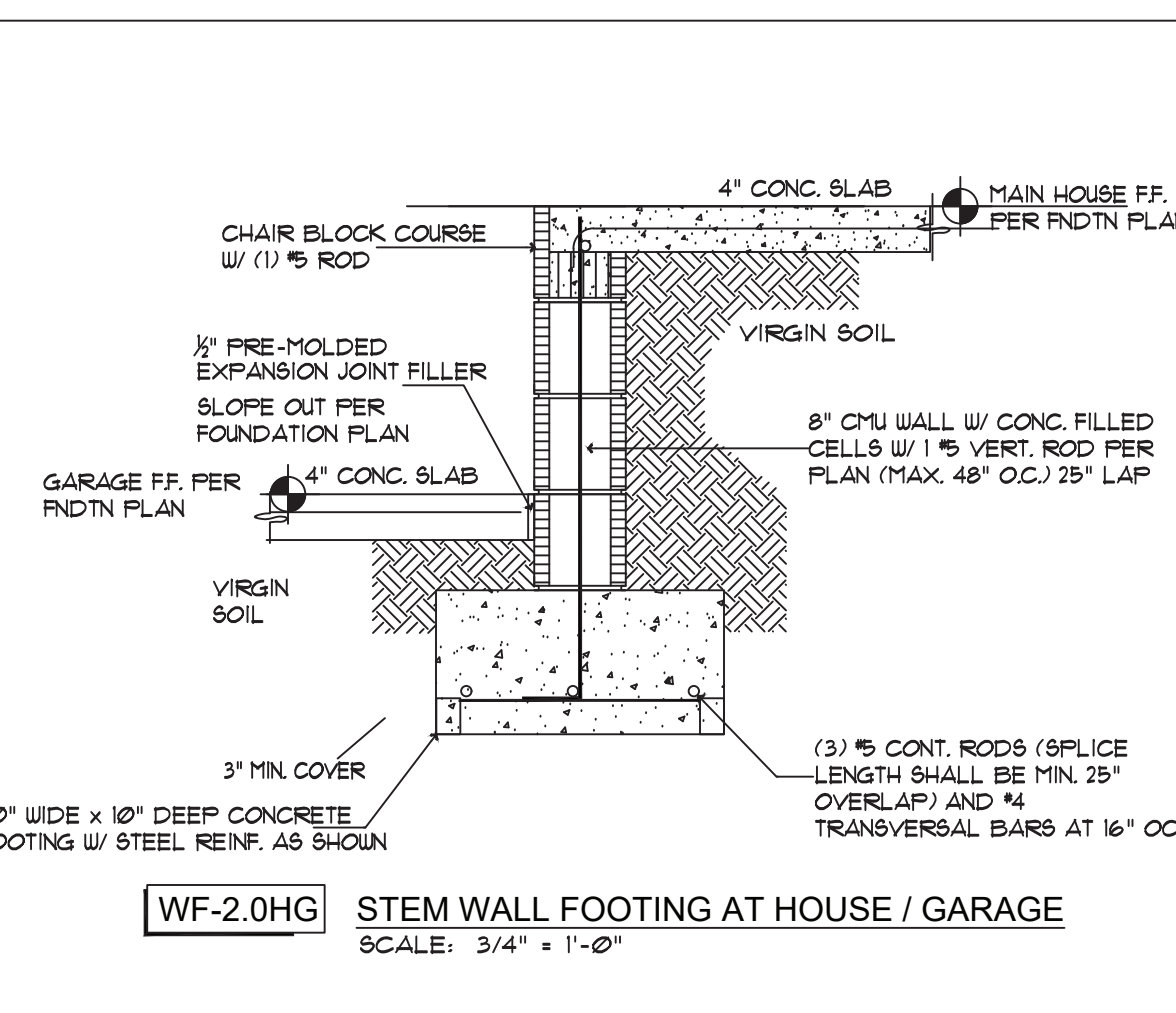 4" CONC. SLAB
MAIN HOUSE F.F.
PER FNDTN PLAN
CHAIR BLOCK COURSE
W/ (1) #5 ROD
VIRGIN SOIL
½" PRE-MOLDED
EXPANSION JOINT FILLER
SLOPE OUT PER
FOUNDATION PLAN
8" CMU WALL W/ CONC. FILLED
CELLS W/ 1 #5 VERT. ROD PER
PLAN (MAX. 48" O.C.) 25" LAP
GARAGE F.F. PER
FNDTN PLAN
4" CONC. SLAB
VIRGIN
SOIL
3" MIN. COVER
0" WIDE x 10" DEEP CONCRETE
OOTING W/ STEEL REINF. AS SHOWN
(3) #5 CONT. RODS (SPLICE
LENGTH SHALL BE MIN. 25"
OVERLAP) AND #4
TRANSVERSAL BARS AT 16" OC
WF-2.0HG
STEM WALL FOOTING AT HOUSE / GARAGE
SCALE: 3/4" = 1'-0"